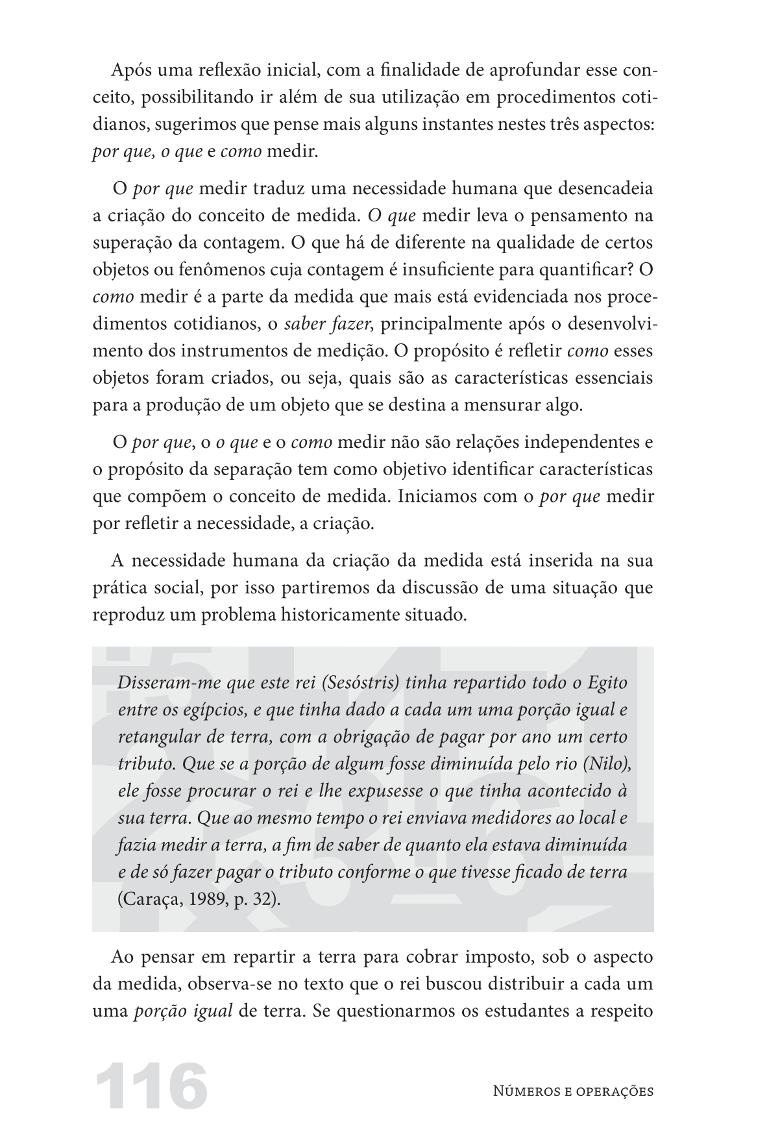 Após uma reflexão inicial, com a finalidade de aprofundar esse con-
ceito, possibilitando ir além de sua utilização em procedimentos coti-
dianos, sugerimos que pense mais alguns instantes nestes três aspectos:
por que, o que e como medir.
O por que medir traduz uma necessidade humana que desencadeia
a criação do conceito de medida. O que medir leva o pensamento na
superação da contagem. O que há de diferente na qualidade de certos
objetos ou fenômenos cuja contagem é insuficiente para quantificar? O
como medir é a parte da medida que mais está evidenciada nos proce-
dimentos cotidianos, o saber fazer, principalmente após o desenvolvi-
mento dos instrumentos de medição. O propósito é refletir como esses
objetos foram criados, ou seja, quais são as características essenciais
para a produção de um objeto que se destina a mensurar algo.
O por que, o o que e o como medir não são relações independentes e
o propósito da separação tem como objetivo identificar características
que compõem o conceito de medida. Iniciamos com o por que medir
por refletir a necessidade, a criação.
A necessidade humana da criação da medida está inserida na sua
prática social, por isso partiremos da discussão de uma situação que
reproduz um problema historicamente situado.
Disseram-me que este rei (Sesóstris) tinha repartido todo o Egito
entre os egípcios, e que tinha dado a cada um uma porção igual e
retangular de terra, com a obrigação de pagar por ano um certo
tributo. Que se a porção de algum fosse diminuída pelo rio (Nilo),
ele fosse procurar o rei e lhe expusesse o que tinha acontecido à
sua terra. Que ao mesmo tempo o rei enviava medidores ao local e
fazia medir a terra, a fim de saber de quanto ela estava diminuída
e de só fazer pagar o tributo conforme o que tivesse ficado de terra
(Caraça, 1989, p. 32).
Ao pensar em repartir a terra para cobrar imposto, sob o aspecto
da medida, observa-se no texto que o rei buscou distribuir a cada um
uma porção igual de terra. Se questionarmos os estudantes a respeito
116
Números e operações